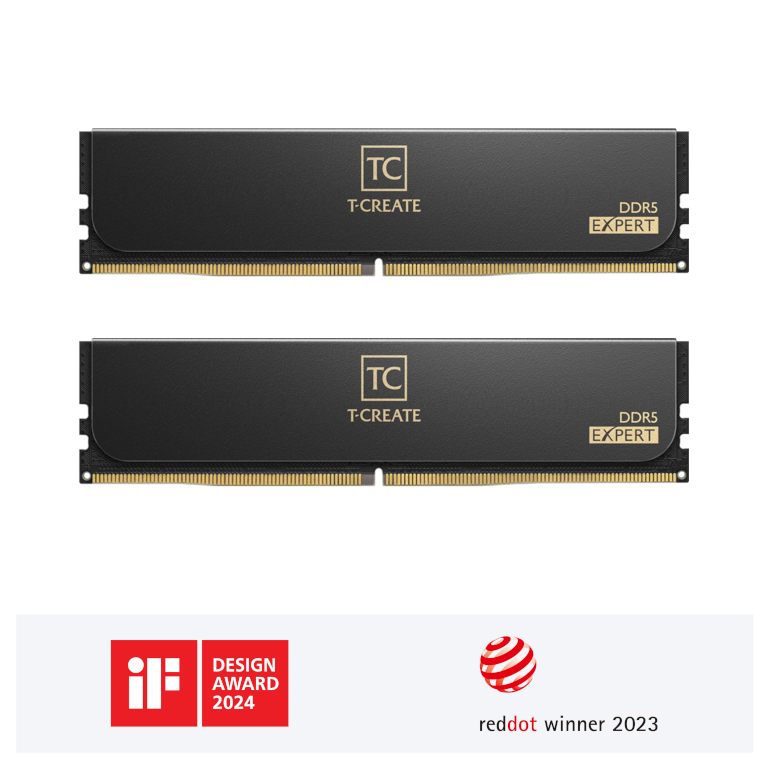 TC
T-CREATE
DDR5
EXPERT
TC
T-CREATE
DDR5
EXPERT
iF
DESIGN
AWARD
2024
reddot winner 2023